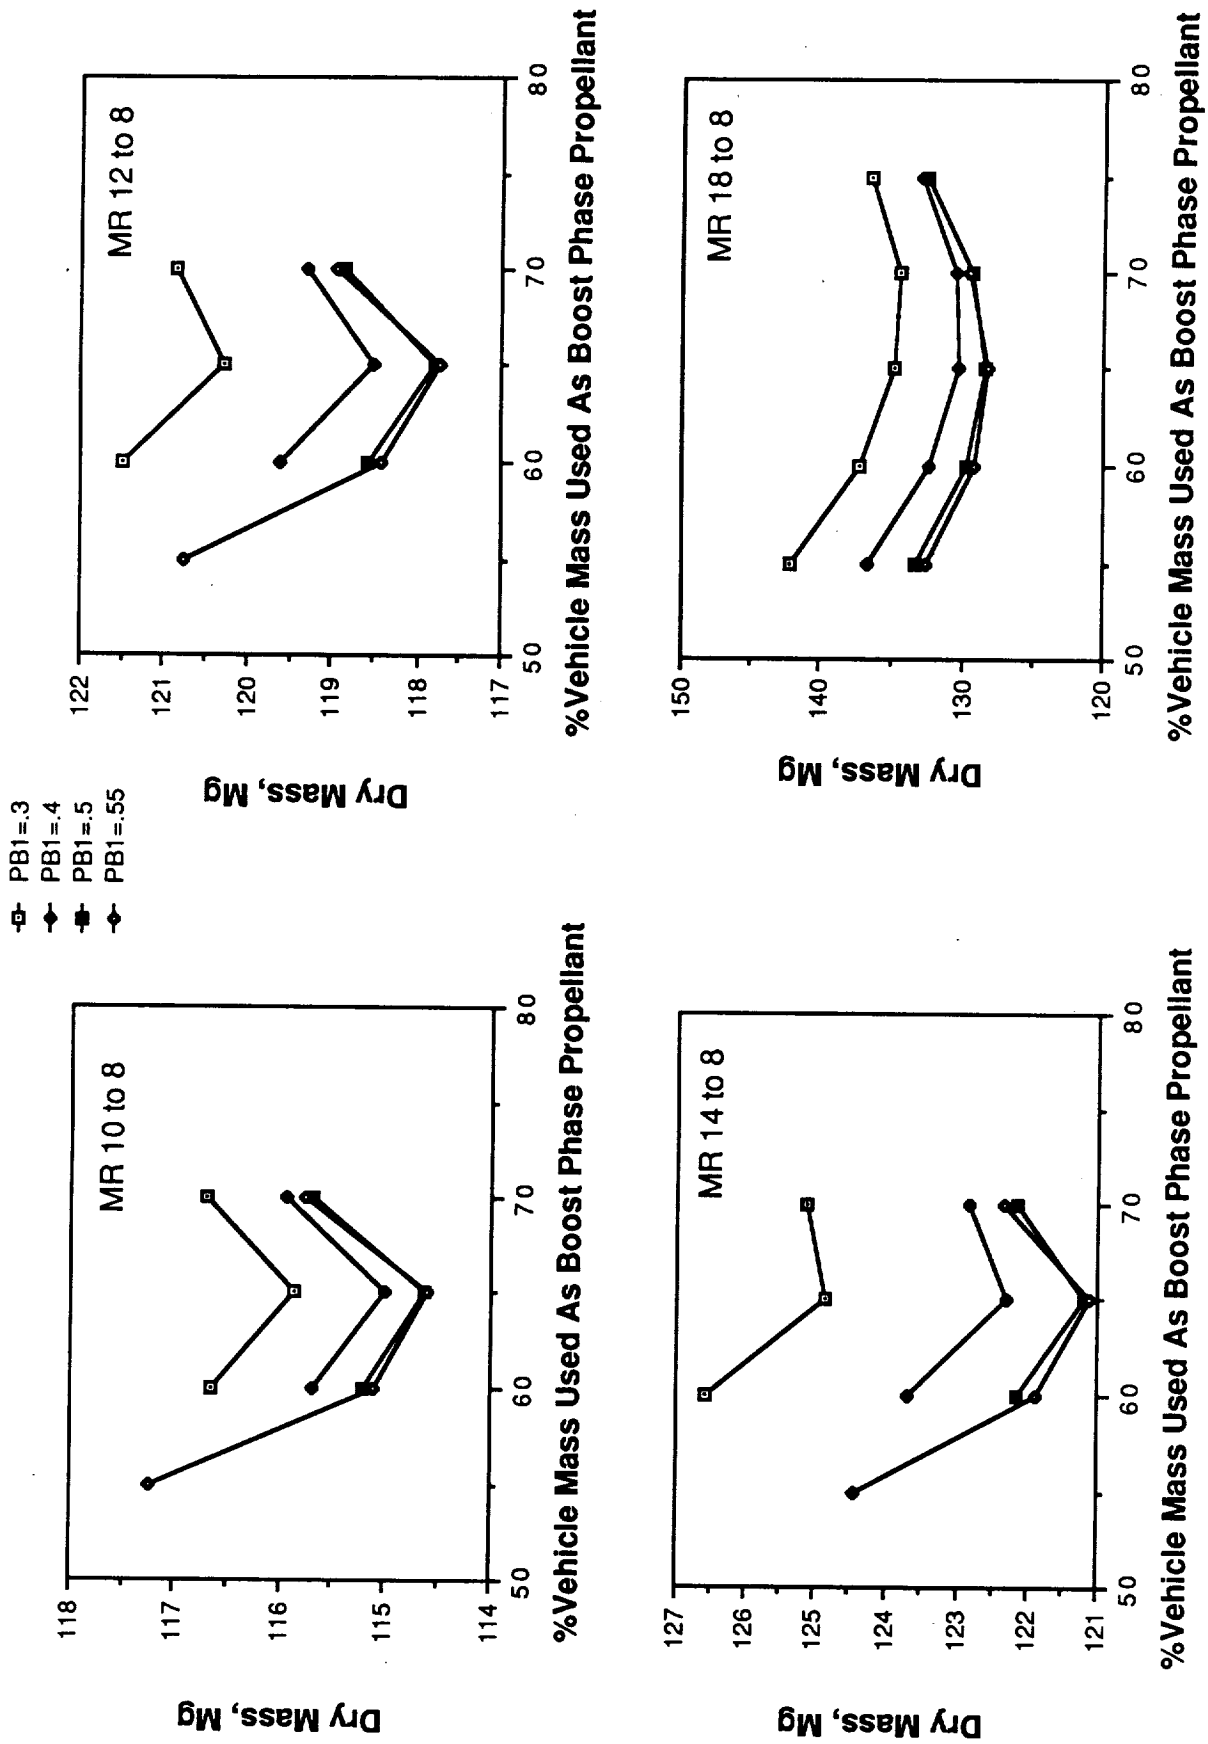 PB1=.3
PB1=.4
PB1=.5
PB1=.55
MR 10 to 8
118
117
116
115
114
Dry Mass, Mg
50
60
70
80
%Vehicle Mass Used As Boost Phase Propellant
MR 12 to 8
122
121
120
119
118
117
Dry Mass, Mg
50
60
70
80
%Vehicle Mass Used As Boost Phase Propellant
MR 14 to 8
127
126
125
124
123
122
121
Dry Mass, Mg
50
60
70
80
%Vehicle Mass Used As Boost Phase Propellant
MR 18 to 8
150
140
130
120
Dry Mass, Mg
50
60
70
80
%Vehicle Mass Used As Boost Phase Propellant